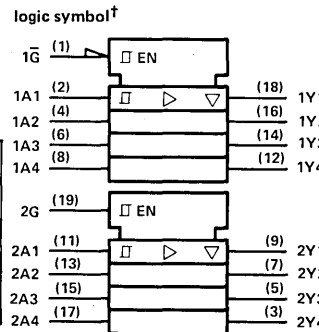 logic symbol†
1G̅ (1) EN
1A1 (2) (18) 1Y1
1A2 (4) (16) 1Y
1A3 (6) (14) 1Y3
1A4 (8) (12) 1Y4
2G (19) EN
2A1 (11) (9) 2Y1
2A2 (13) (7) 2Y2
2A3 (15) (5) 2Y3
2A4 (17) (3) 2Y4